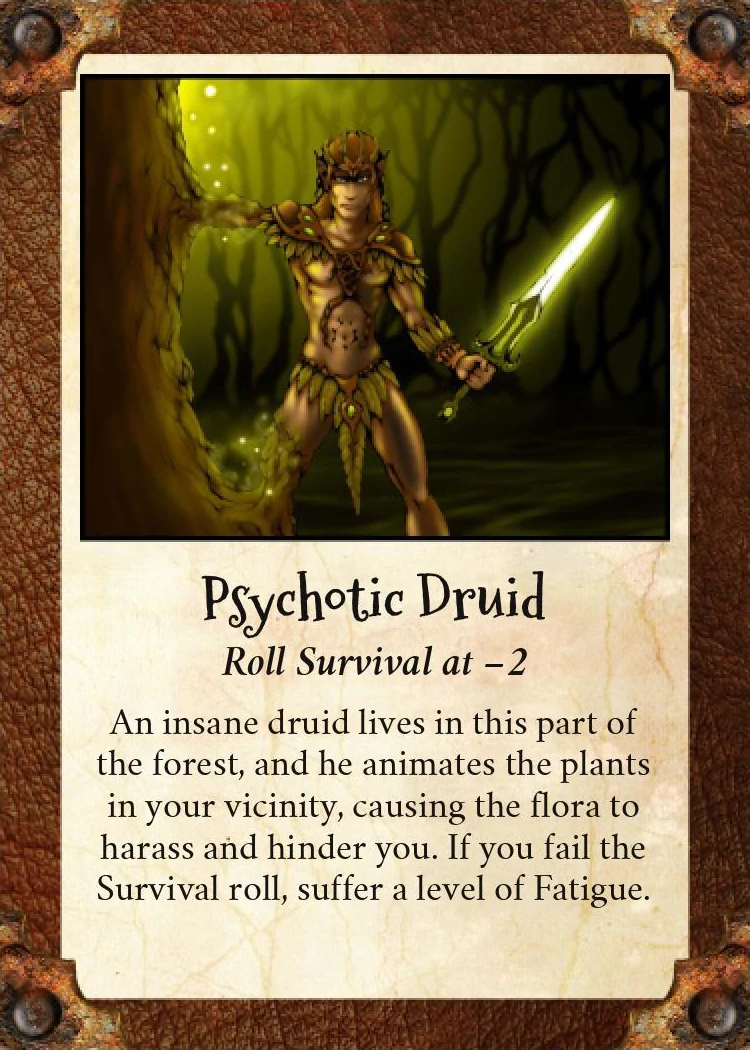 Psychotic Druid
Roll Survival at –2
An insane druid lives in this part of
the forest, and he animates the plants
in your vicinity, causing the flora to
harass and hinder you. If you fail the
Survival roll, suffer a level of Fatigue.